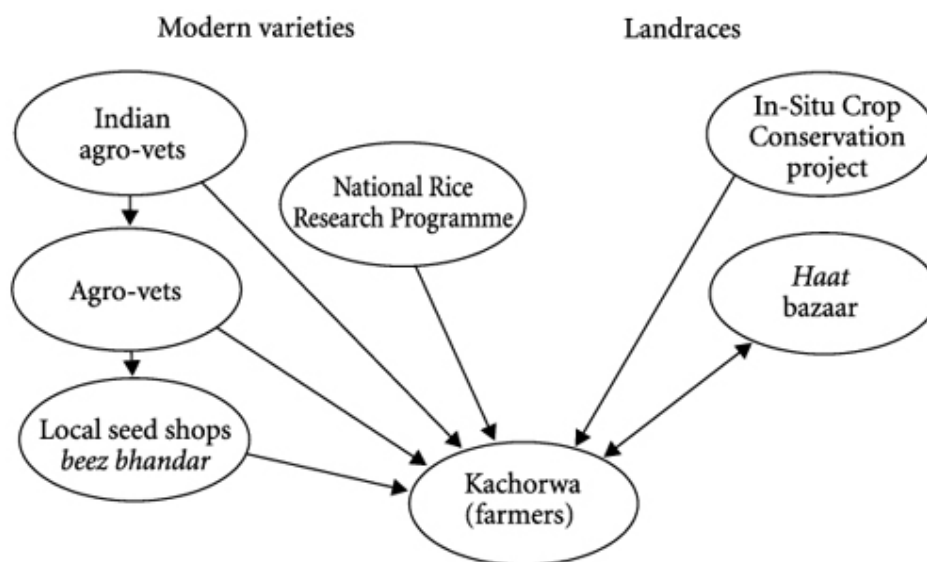 Modern varieties
Landraces
Indian
agro-vets
National Rice
Research Programme
In-Situ Crop
Conservation
project
Agro-vets
Haat
bazaar
Local seed shops
beez bhandar
Kachorwa
(farmers)